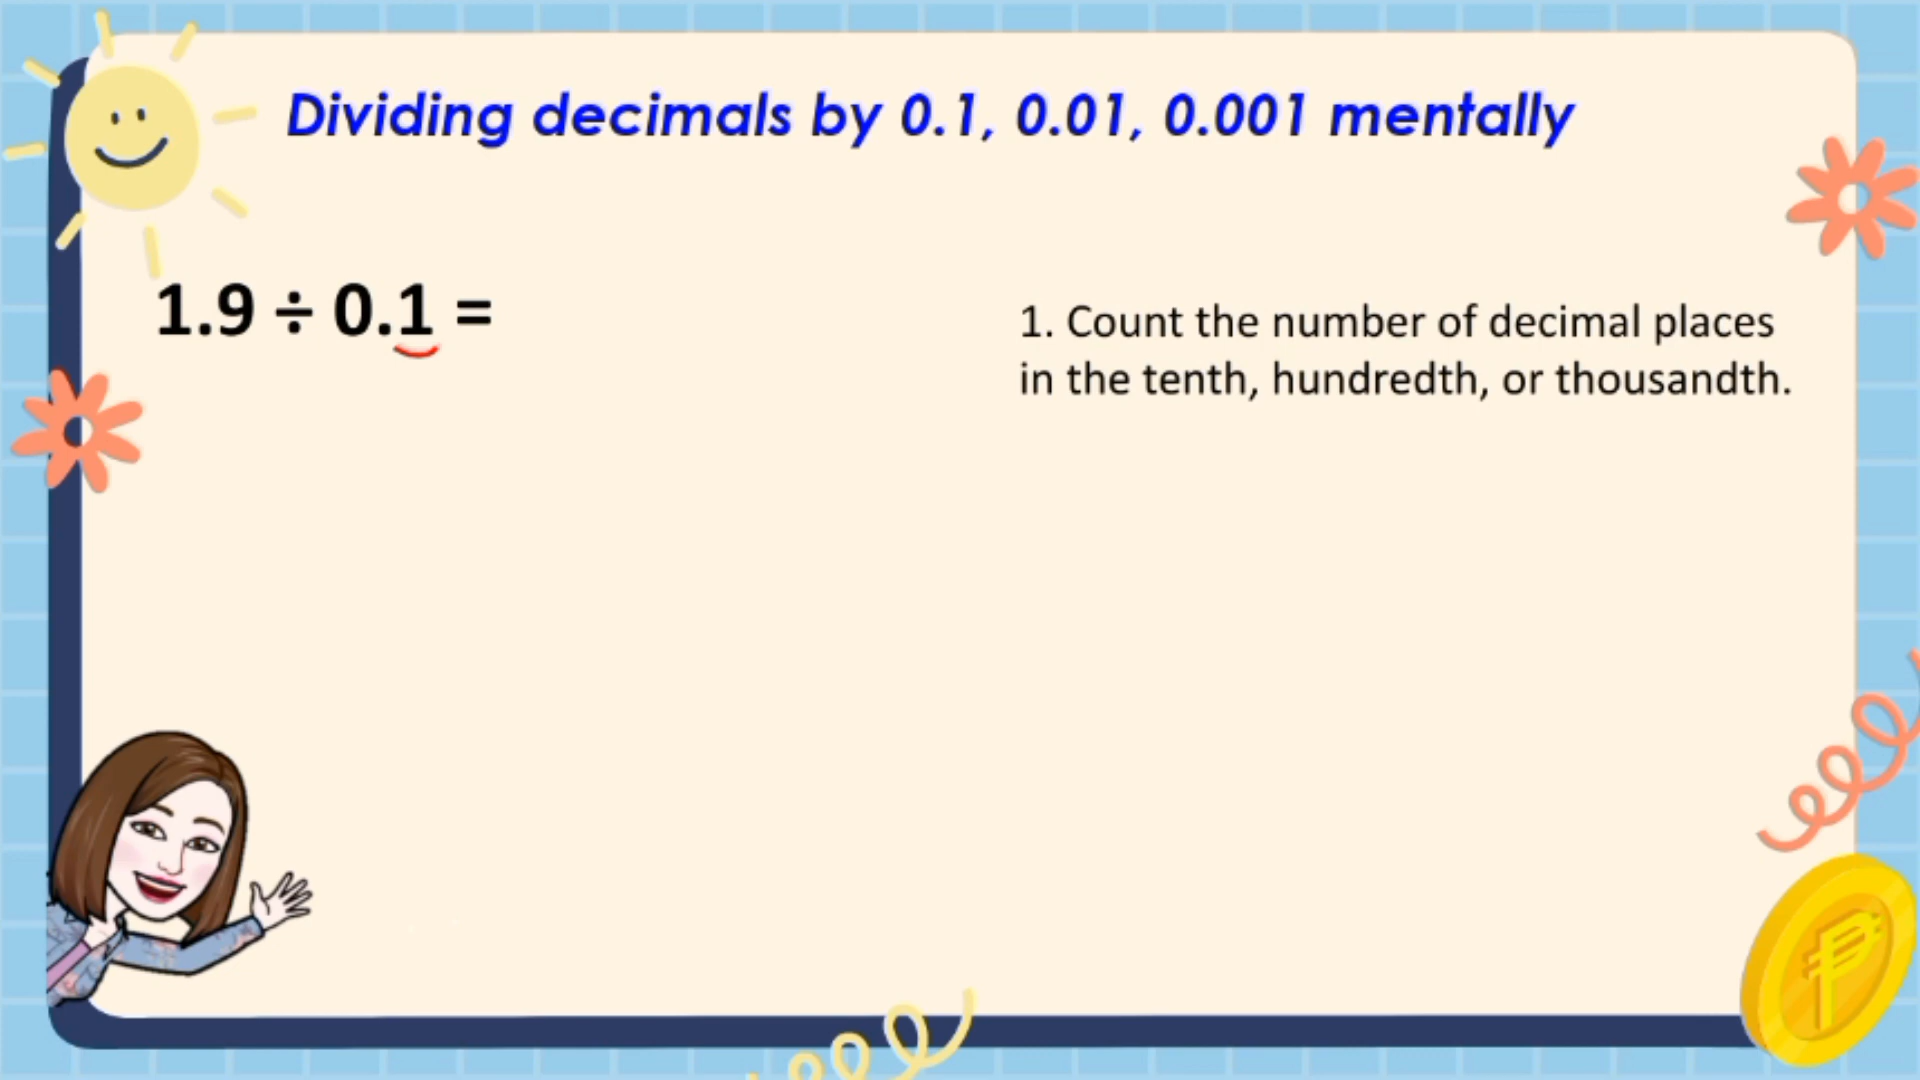 Dividing decimals by 0.1, 0.01, 0.001 mentally
1.9 ÷ 0.1 =
1. Count the number of decimal places
in the tenth, hundredth, or thousandth.
₱